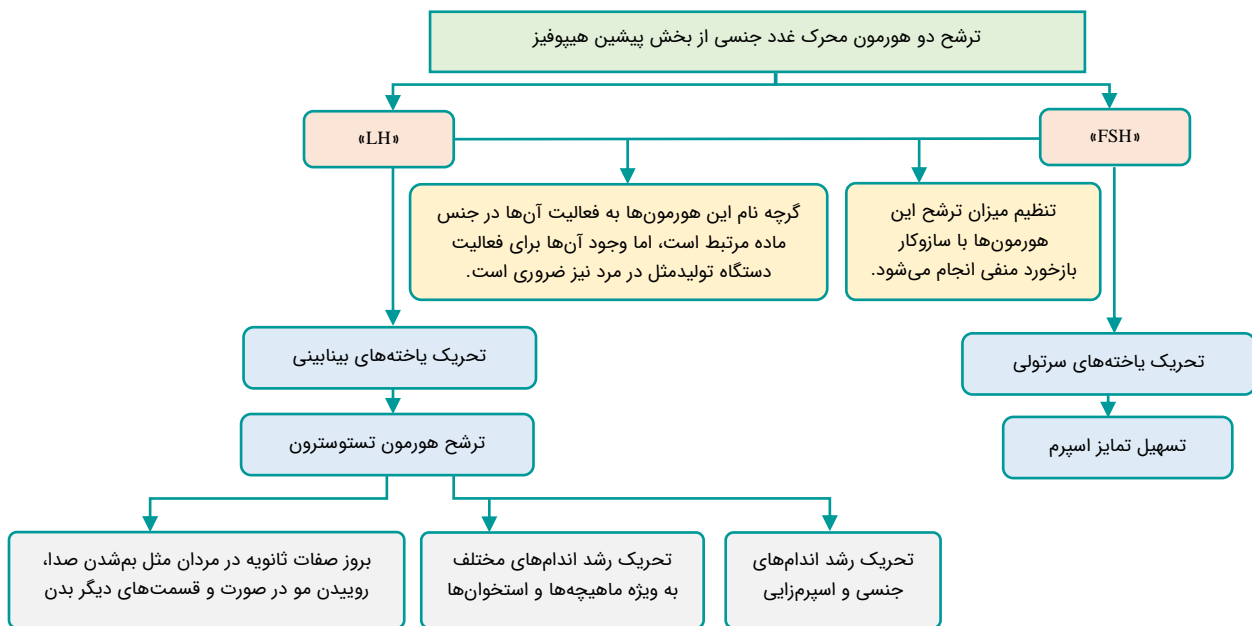 ترشح دو هورمون محرک غدد جنسی از بخش پیشین هیپوفیز
«FSH»
«LH»
تنظیم میزان ترشح این
هورمون‌ها با سازوکار
بازخورد منفی انجام می‌شود.
گرچه نام این هورمون‌ها به فعالیت آن‌ها در جنس
ماده مرتبط است، اما وجود آن‌ها برای فعالیت
دستگاه تولیدمثل در مرد نیز ضروری است.
تحریک یاخته‌های سرتولی
تحریک یاخته‌های بینابینی
تسهیل تمایز اسپرم
ترشح هورمون تستوسترون
تحریک رشد اندام‌های
جنسی و اسپرم‌زایی
تحریک رشد اندام‌های مختلف
به ویژه ماهیچه‌ها و استخوان‌ها
بروز صفات ثانویه در مردان مثل بم‌شدن صدا،
روییدن مو در صورت و قسمت‌های دیگر بدن